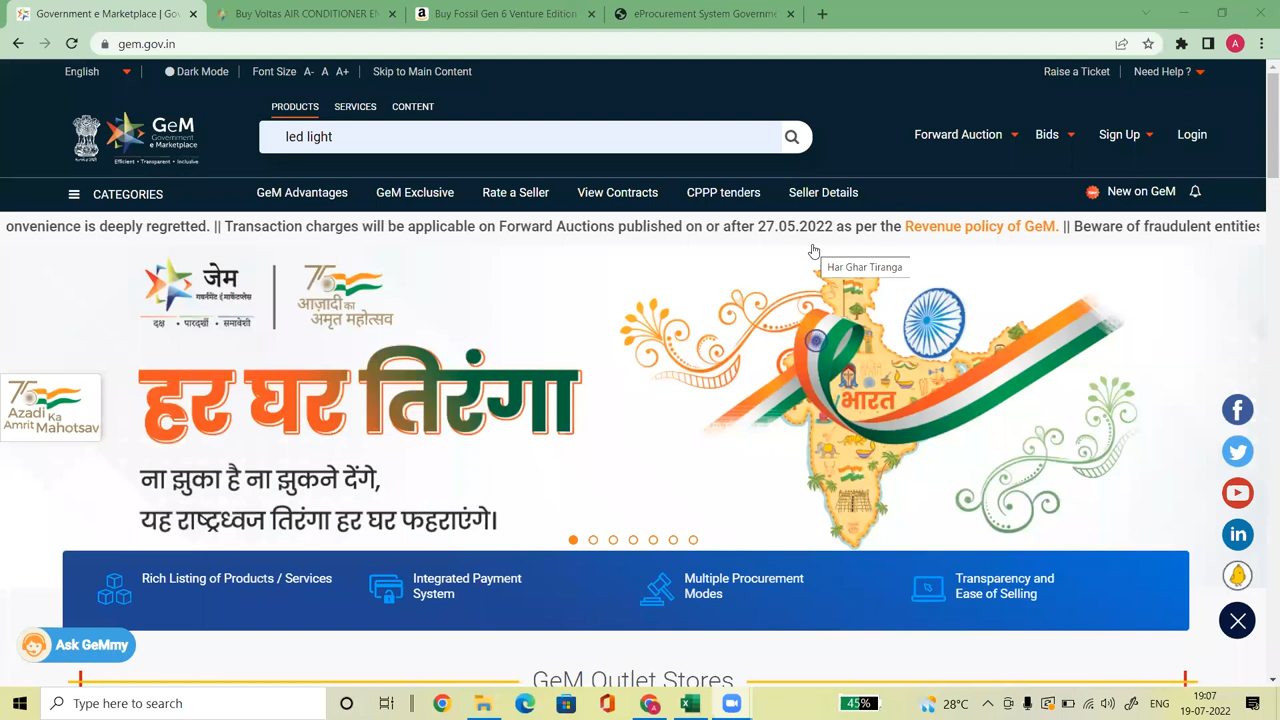 Government e Marketplace | Gov
Buy Voltas AIR CONDITIONER EN
Buy Fossil Gen 6 Venture Edition
eProcurement System Governme
gem.gov.in
A
English
Dark Mode
Font Size A- A A+
Skip to Main Content
Raise a Ticket
Need Help ?
PRODUCTS SERVICES CONTENT
GeM
Government
e Marketplace
Efficient • Transparent • Inclusive
led light
Forward Auction
Bids
Sign Up
Login
CATEGORIES
GeM Advantages
GeM Exclusive
Rate a Seller
View Contracts
CPPP tenders
Seller Details
New on GeM
onvenience is deeply regretted. || Transaction charges will be applicable on Forward Auctions published on or after 27.05.2022 as per the Revenue policy of GeM. || Beware of fraudulent entities
Har Ghar Tiranga
जेम
गवर्नमेंट ई मार्केटप्लेस
दक्ष • पारदर्शी • समावेशी
75
आज़ादी का
अमृत महोत्सव
हर घर तिरंगा
भारत
75
Azadi Ka
Amrit Mahotsav
ना झुका है ना झुकने देंगे,
यह राष्ट्रध्वज तिरंगा हर घर फहराएंगे।
Rich Listing of Products / Services
Integrated Payment
System
Multiple Procurement
Modes
Transparency and
Ease of Selling
Ask GeMmy
GeM Outlet Stores
Type here to search
45%
28°C
ENG
19:07
19-07-2022